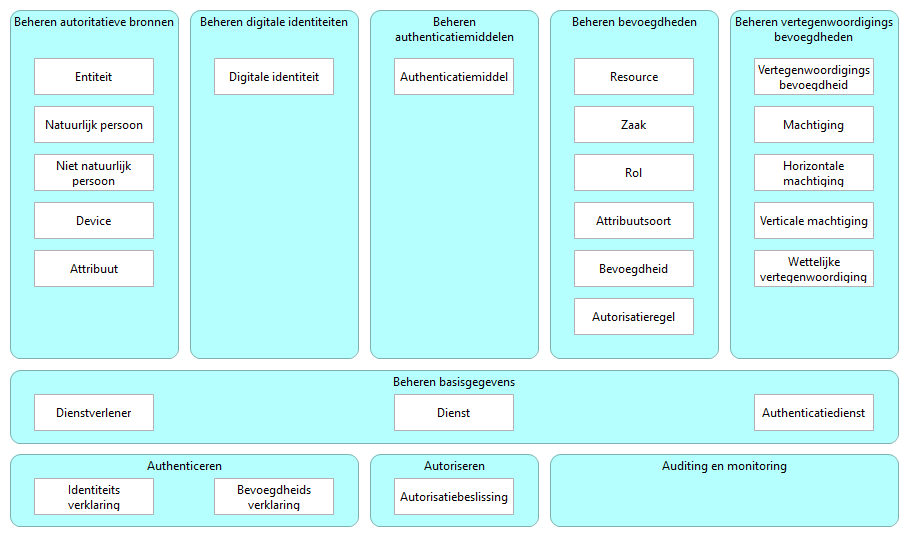 Beheren autoritatieve bronnen
Entiteit
Natuurlijk persoon
Niet natuurlijk
persoon
Device
Attribuut
Beheren digitale identiteiten
Digitale identiteit
Beheren
authenticatiemiddelen
Authenticatiemiddel
Beheren bevoegdheden
Resource
Zaak
Rol
Attribuutsoort
Bevoegdheid
Autorisatieregel
Beheren vertegenwoordigings
bevoegdheden
Vertegenwoordigings
bevoegdheid
Machtiging
Horizontale
machtiging
Verticale machtiging
Wettelijke
vertegenwoordiging
Beheren basisgegevens
Dienstverlener
Dienst
Authenticatiedienst
Authenticeren
Identiteits
verklaring
Bevoegdheids
verklaring
Autoriseren
Autorisatiebeslissing
Auditing en monitoring